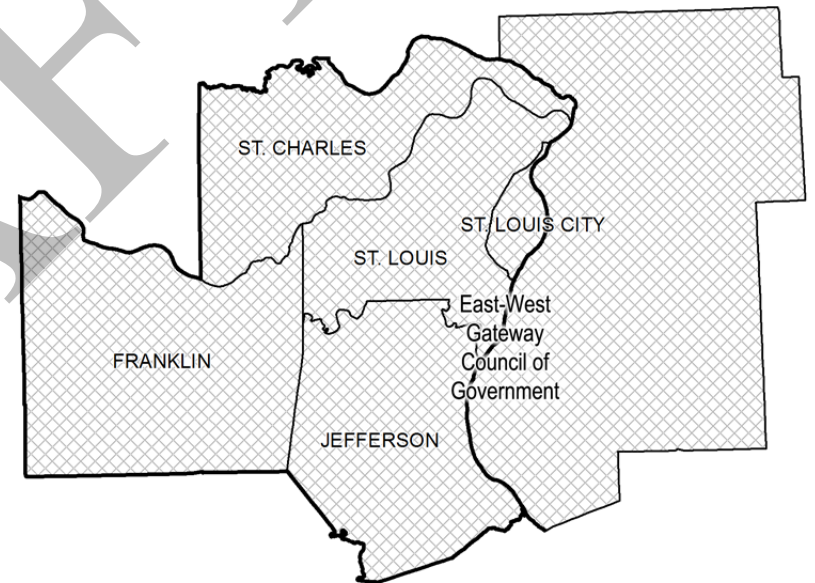 ST. CHARLES
ST. LOUIS CITY
ST. LOUIS
East-West
Gateway
Council of
Government
FRANKLIN
JEFFERSON